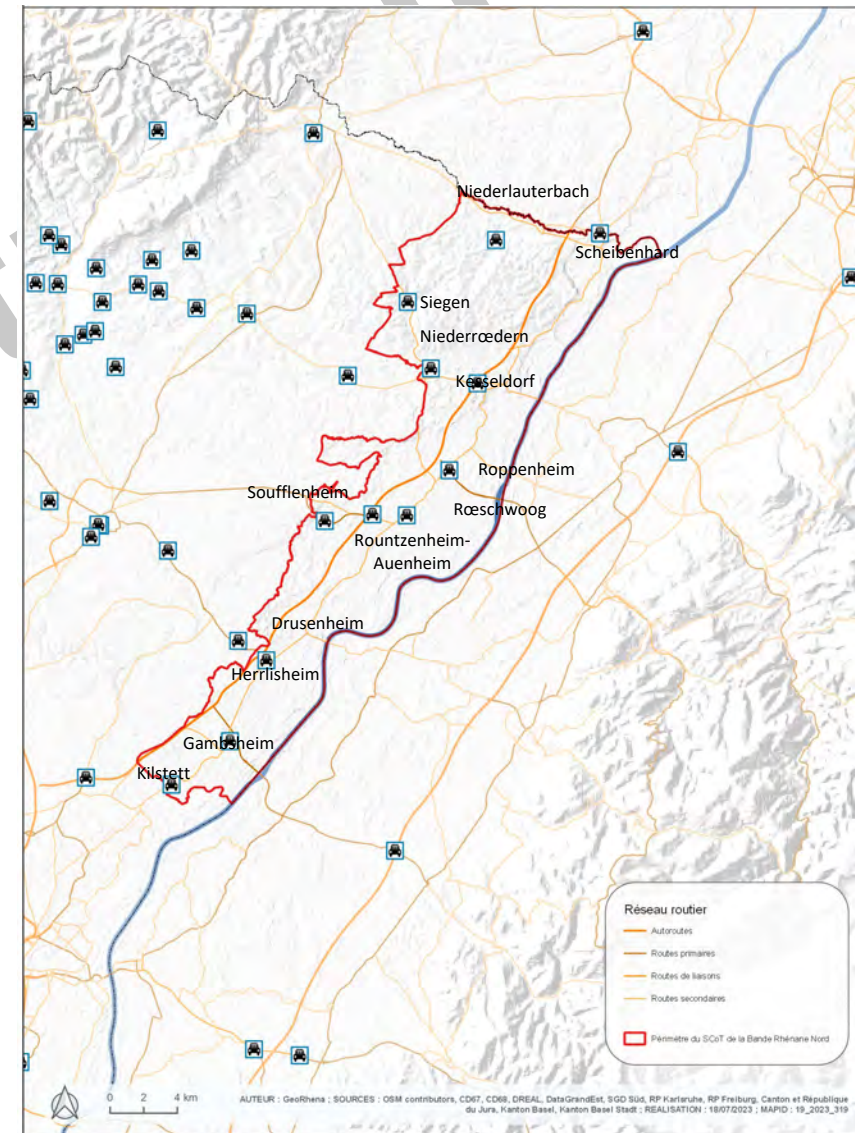 Niederlauterbach
Scheibenhard
Siegen
Niederrœdern
Kesseldorf
Roppenheim
Soufflenheim
Rœschwoog
Rountzenheim-
Auenheim
Drusenheim
Herrlisheim
Gambsheim
Kilstett
Réseau routier
Autoroutes
Routes primaires
Routes de liaisons
Routes secondaires
Périmètre du SCoT de la Bande Rhénane Nord
0 2 4 km
AUTEUR : GeoRhena ; SOURCES : OSM contributors, CD67, CD68, DREAL, DataGrandEst, SGD Süd, RP Karlsruhe, RP Freiburg, Canton et République
du Jura, Kanton Basel, Kanton Basel Stadt ; REALISATION : 18/07/2023 ; MAPID : 19_2023_319